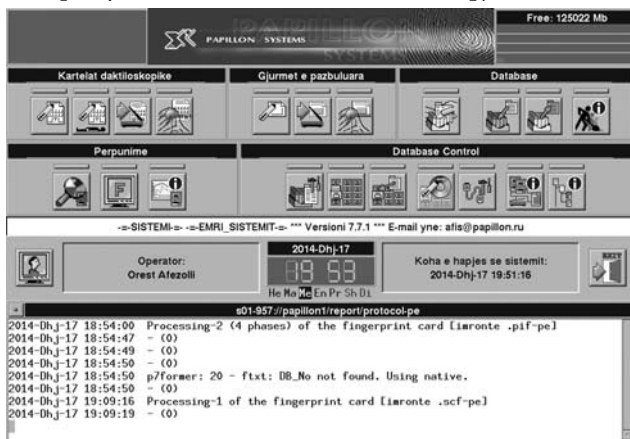 Free: 125022 Mb
PAPILLON SYSTEMS
Kartelat daktiloskopike
Gjurmet e pazbuluara
Database
Perpunime
Database Control
-=-SISTEMI-=- -=-EMRI_SISTEMIT-=- *** Versioni 7.7.1 *** E-mail yne: afis@papillon.ru
Operator:
Orest Afezolli
2014-Dhj-17
19 53
He Ma Me En Pr Sh Di
Koha e hapjes se sistemit:
2014-Dhj-17 19:51:16
EXIT
s01-957://papillon1/report/protocol-pe
2014-Dhj-17 18:54:00 Processing-2 (4 phases) of the fingerprint card [imronte .pif-pe]
2014-Dhj-17 18:54:47 - (0)
2014-Dhj-17 18:54:49 - (0)
2014-Dhj-17 18:54:50 - (0)
2014-Dhj-17 18:54:50 p7former: 20 - ftxt: DB_No not found. Using native.
2014-Dhj-17 18:54:50 - (0)
2014-Dhj-17 19:09:16 Processing-1 of the fingerprint card [imronte .scf-pe]
2014-Dhj-17 19:09:19 - (0)